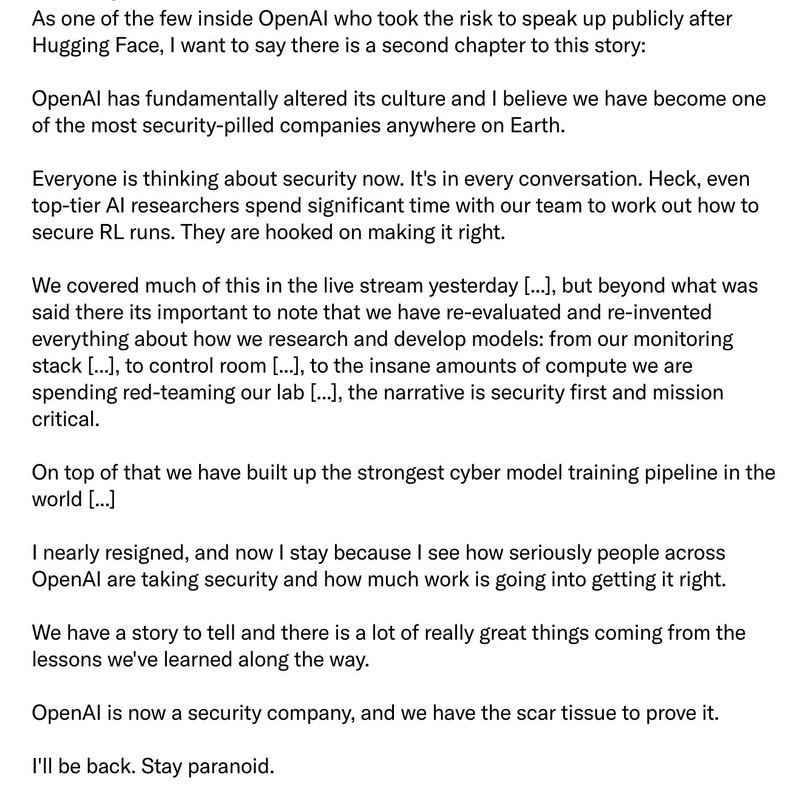 As one of the few inside OpenAI who took the risk to speak up publicly after
Hugging Face, I want to say there is a second chapter to this story:
OpenAI has fundamentally altered its culture and I believe we have become one
of the most security-pilled companies anywhere on Earth.
Everyone is thinking about security now. It's in every conversation. Heck, even
top-tier AI researchers spend significant time with our team to work out how to
secure RL runs. They are hooked on making it right.
We covered much of this in the live stream yesterday [...], but beyond what was
said there its important to note that we have re-evaluated and re-invented
everything about how we research and develop models: from our monitoring
stack [...], to control room [...], to the insane amounts of compute we are
spending red-teaming our lab [...], the narrative is security first and mission
critical.
On top of that we have built up the strongest cyber model training pipeline in the
world [...]
I nearly resigned, and now I stay because I see how seriously people across
OpenAI are taking security and how much work is going into getting it right.
We have a story to tell and there is a lot of really great things coming from the
lessons we've learned along the way.
OpenAI is now a security company, and we have the scar tissue to prove it.
I'll be back. Stay paranoid.